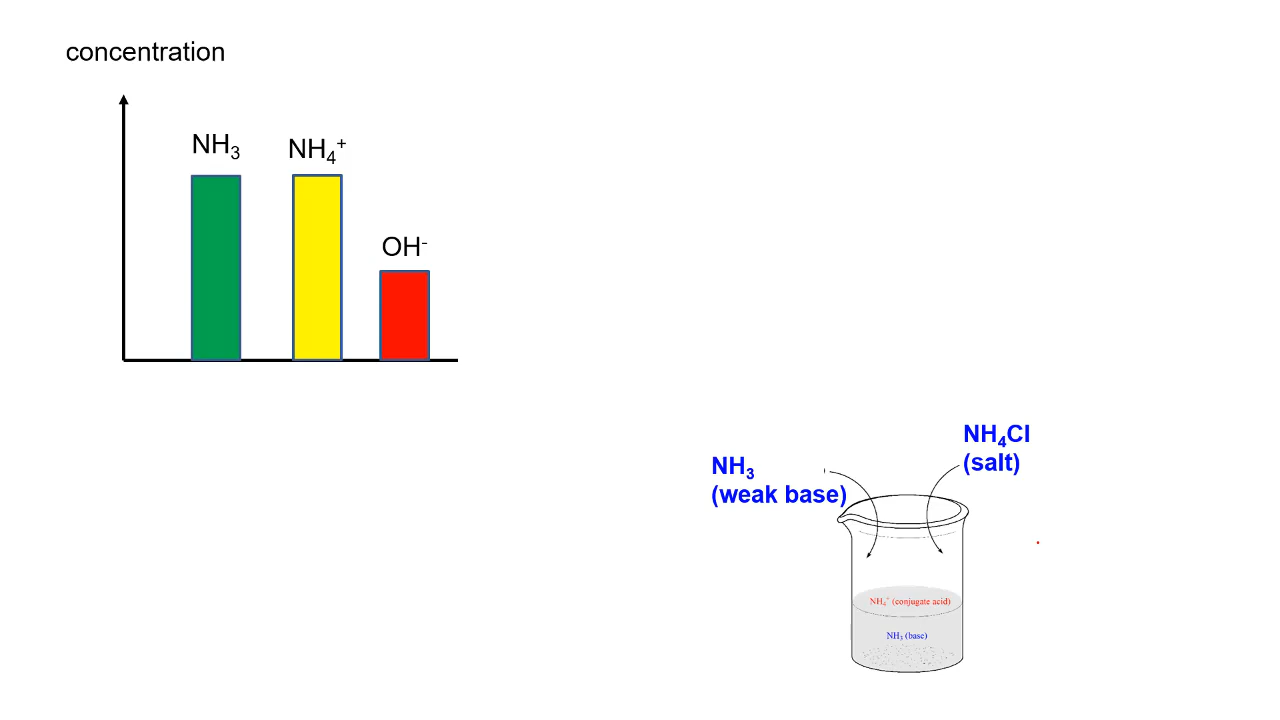 concentration
NH₃
NH₄⁺
OH⁻
NH₄Cl
(salt)
NH₃
(weak base)
NH₄⁺ (conjugate acid)
NH₃ (base)